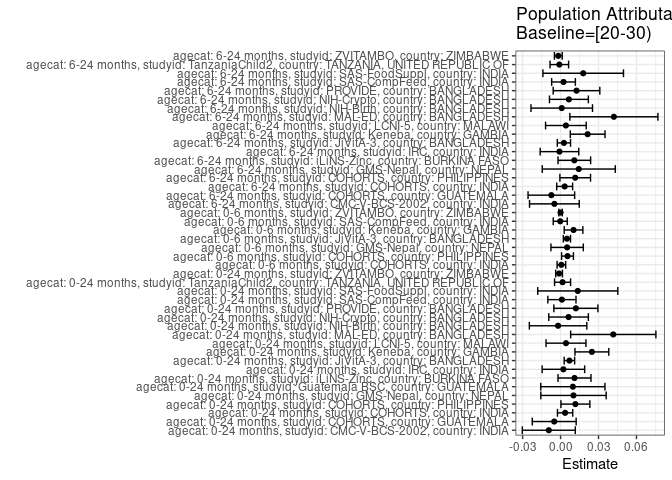 Population Attributa
Baseline=[20-30)
agecat: 6-24 months, studyid: ZVITAMBO, country: ZIMBABWE
agecat: 6-24 months, studyid: TanzaniaChild2, country: TANZANIA, UNITED REPUBLIC OF
agecat: 6-24 months, studyid: SAS-FoodSuppl, country: INDIA
agecat: 6-24 months, studyid: SAS-CompFeed, country: INDIA
agecat: 6-24 months, studyid: PROVIDE, country: BANGLADESH
agecat: 6-24 months, studyid: NIH-Crypto, country: BANGLADESH
agecat: 6-24 months, studyid: NIH-Birth, country: BANGLADESH
agecat: 6-24 months, studyid: MAL-ED, country: BANGLADESH
agecat: 6-24 months, studyid: LCNI-5, country: MALAWI
agecat: 6-24 months, studyid: Keneba, country: GAMBIA
agecat: 6-24 months, studyid: JiVitA-3, country: BANGLADESH
agecat: 6-24 months, studyid: IRC, country: INDIA
agecat: 6-24 months, studyid: iLiNS-Zinc, country: BURKINA FASO
agecat: 6-24 months, studyid: GMS-Nepal, country: NEPAL
agecat: 6-24 months, studyid: COHORTS, country: PHILIPPINES
agecat: 6-24 months, studyid: COHORTS, country: INDIA
agecat: 6-24 months, studyid: COHORTS, country: GUATEMALA
agecat: 6-24 months, studyid: CMC-V-BCS-2002, country: INDIA
agecat: 0-6 months, studyid: ZVITAMBO, country: ZIMBABWE
agecat: 0-6 months, studyid: SAS-CompFeed, country: INDIA
agecat: 0-6 months, studyid: Keneba, country: GAMBIA
agecat: 0-6 months, studyid: JiVitA-3, country: BANGLADESH
agecat: 0-6 months, studyid: GMS-Nepal, country: NEPAL
agecat: 0-6 months, studyid: COHORTS, country: PHILIPPINES
agecat: 0-6 months, studyid: COHORTS, country: INDIA
agecat: 0-24 months, studyid: ZVITAMBO, country: ZIMBABWE
agecat: 0-24 months, studyid: TanzaniaChild2, country: TANZANIA, UNITED REPUBLIC OF
agecat: 0-24 months, studyid: SAS-FoodSuppl, country: INDIA
agecat: 0-24 months, studyid: SAS-CompFeed, country: INDIA
agecat: 0-24 months, studyid: PROVIDE, country: BANGLADESH
agecat: 0-24 months, studyid: NIH-Crypto, country: BANGLADESH
agecat: 0-24 months, studyid: NIH-Birth, country: BANGLADESH
agecat: 0-24 months, studyid: MAL-ED, country: BANGLADESH
agecat: 0-24 months, studyid: LCNI-5, country: MALAWI
agecat: 0-24 months, studyid: Keneba, country: GAMBIA
agecat: 0-24 months, studyid: JiVitA-3, country: BANGLADESH
agecat: 0-24 months, studyid: IRC, country: INDIA
agecat: 0-24 months, studyid: iLiNS-Zinc, country: BURKINA FASO
agecat: 0-24 months, studyid: Guatemala BSC, country: GUATEMALA
agecat: 0-24 months, studyid: GMS-Nepal, country: NEPAL
agecat: 0-24 months, studyid: COHORTS, country: PHILIPPINES
agecat: 0-24 months, studyid: COHORTS, country: INDIA
agecat: 0-24 months, studyid: COHORTS, country: GUATEMALA
agecat: 0-24 months, studyid: CMC-V-BCS-2002, country: INDIA
-0.03 0.00 0.03 0.06
Estimate